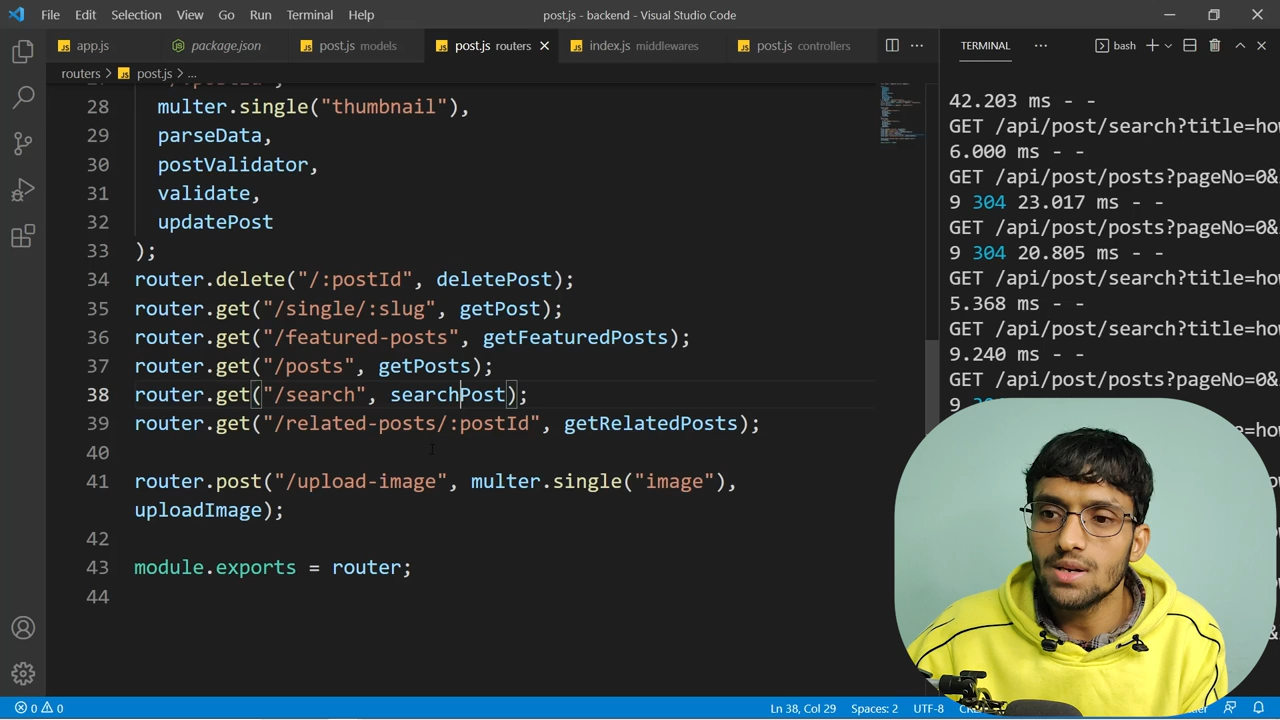 File Edit Selection View Go Run Terminal Help post.js - backend - Visual Studio Code
app.js package.json post.js models post.js routers index.js middlewares post.js controllers
routers > post.js > ...
28 multer.single("thumbnail"),
29 parseData,
30 postValidator,
31 validate,
32 updatePost
33 );
34 router.delete("/:postId", deletePost);
35 router.get("/single/:slug", getPost);
36 router.get("/featured-posts", getFeaturedPosts);
37 router.get("/posts", getPosts);
38 router.get("/search", searchPost);
39 router.get("/related-posts/:postId", getRelatedPosts);
40
41 router.post("/upload-image", multer.single("image"),
uploadImage);
42
43 module.exports = router;
44
TERMINAL bash
42.203 ms - -
GET /api/post/search?title=how
6.000 ms - -
GET /api/post/posts?pageNo=0&
9 304 23.017 ms - -
GET /api/post/posts?pageNo=0&
9 304 20.805 ms - -
GET /api/post/search?title=how
5.368 ms - -
GET /api/post/search?title=how
9.240 ms - -
GET /api/post/posts?pageNo=0&
9 304
0 0 Ln 38, Col 29 Spaces: 2 UTF-8